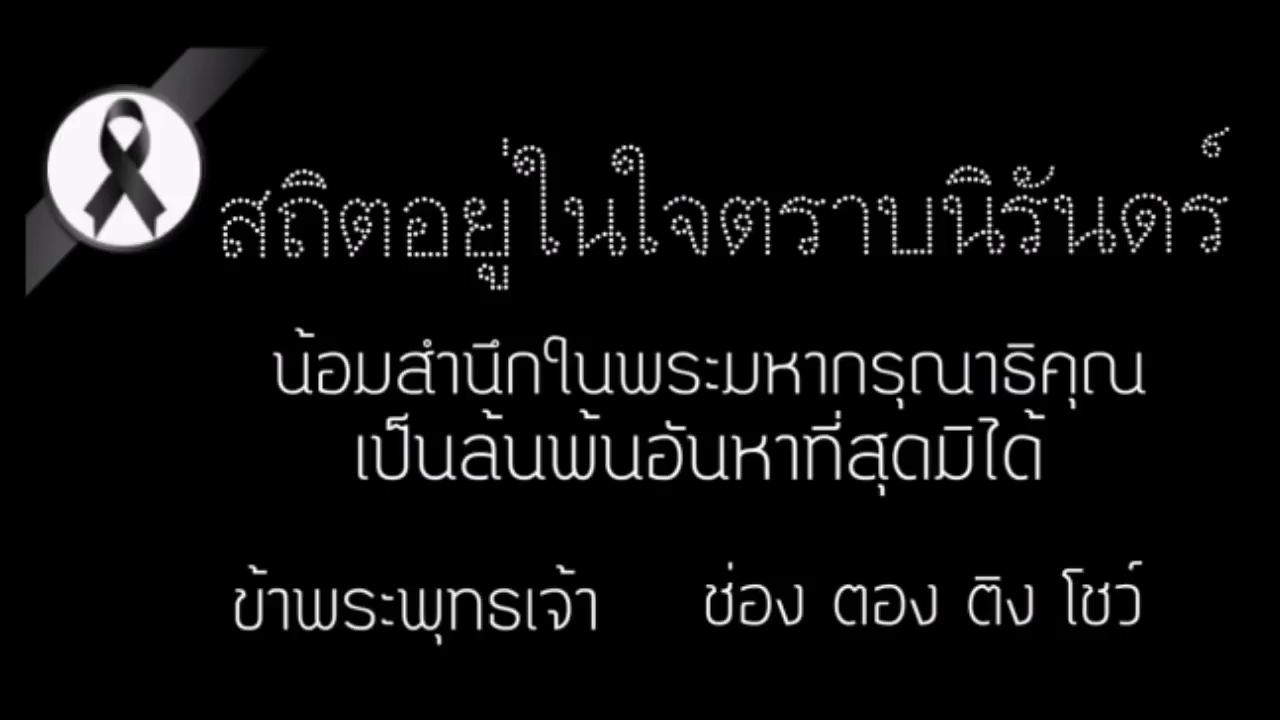 สถิตอยู่ในใจตราบนิรันดร์
น้อมสำนึกในพระมหากรุณาธิคุณ
เป็นล้นพ้นอันหาที่สุดมิได้
ข้าพระพุทธเจ้า ช่อง ตอง ติง โชว์